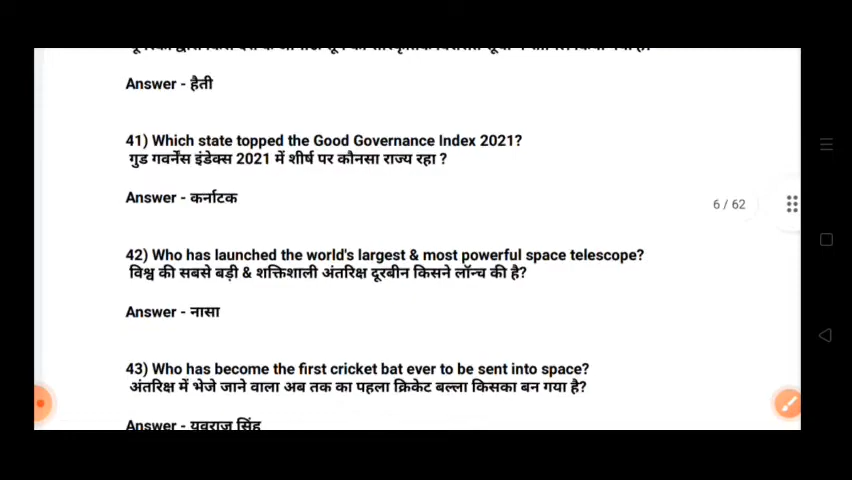 Answer - हैती
41) Which state topped the Good Governance Index 2021?
गुड गवर्नेंस इंडेक्स 2021 में शीर्ष पर कौनसा राज्य रहा ?
Answer - कर्नाटक
6 / 62
42) Who has launched the world's largest & most powerful space telescope?
विश्व की सबसे बड़ी & शक्तिशाली अंतरिक्ष दूरबीन किसने लॉन्च की है?
Answer - नासा
43) Who has become the first cricket bat ever to be sent into space?
अंतरिक्ष में भेजे जाने वाला अब तक का पहला क्रिकेट बल्ला किसका बन गया है?
Answer - युवराज सिंह